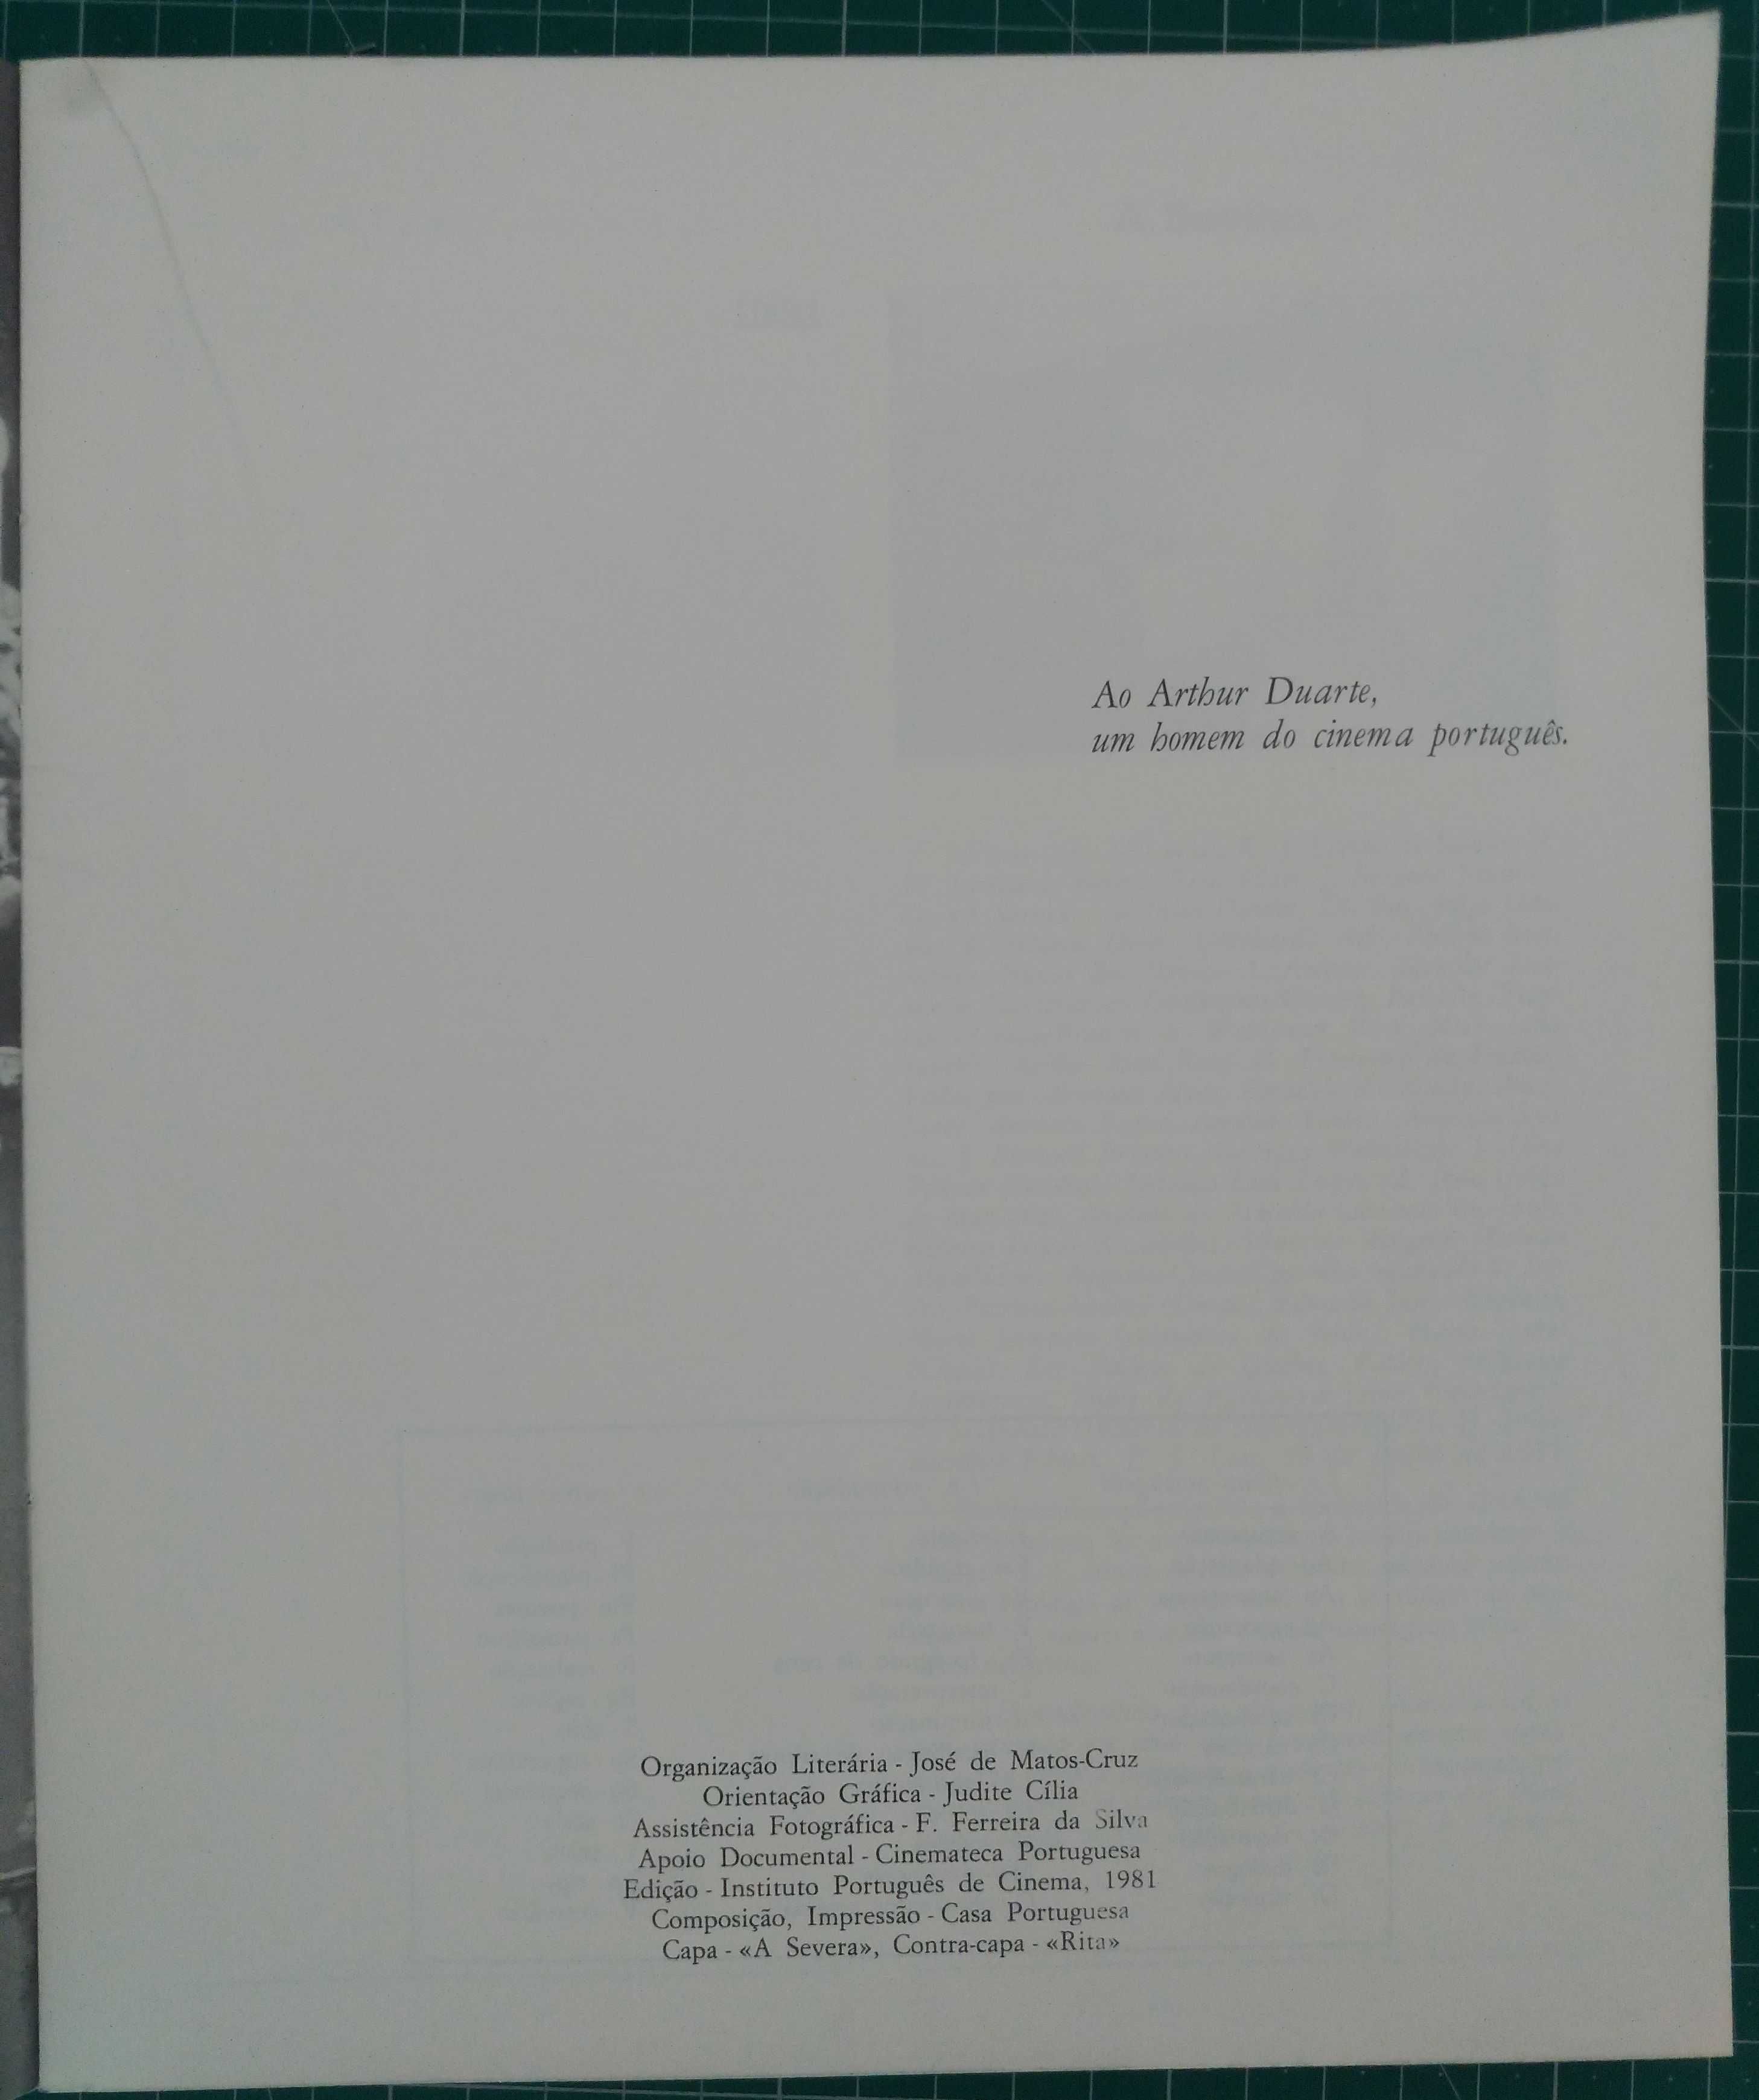 Ao Arthur Duarte,
um homem do cinema português.
Organização Literária - José de Matos-Cruz
Orientação Gráfica - Judite Cília
Assistência Fotográfica - F. Ferreira da Silva
Apoio Documental - Cinemateca Portuguesa
Edição - Instituto Português de Cinema, 1981
Composição, Impressão - Casa Portuguesa
Capa - «A Severa», Contra-capa - «Rita»